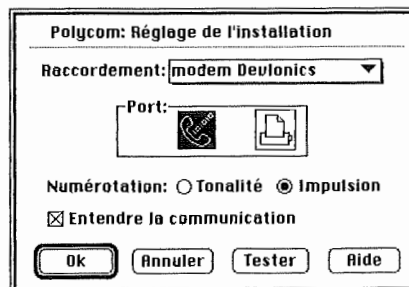 Polycom: Réglage de l'installation
Raccordement: modem Devlonics
Port:
Numérotation: Tonalité Impulsion
Entendre la communication
Ok Annuler Tester Aide